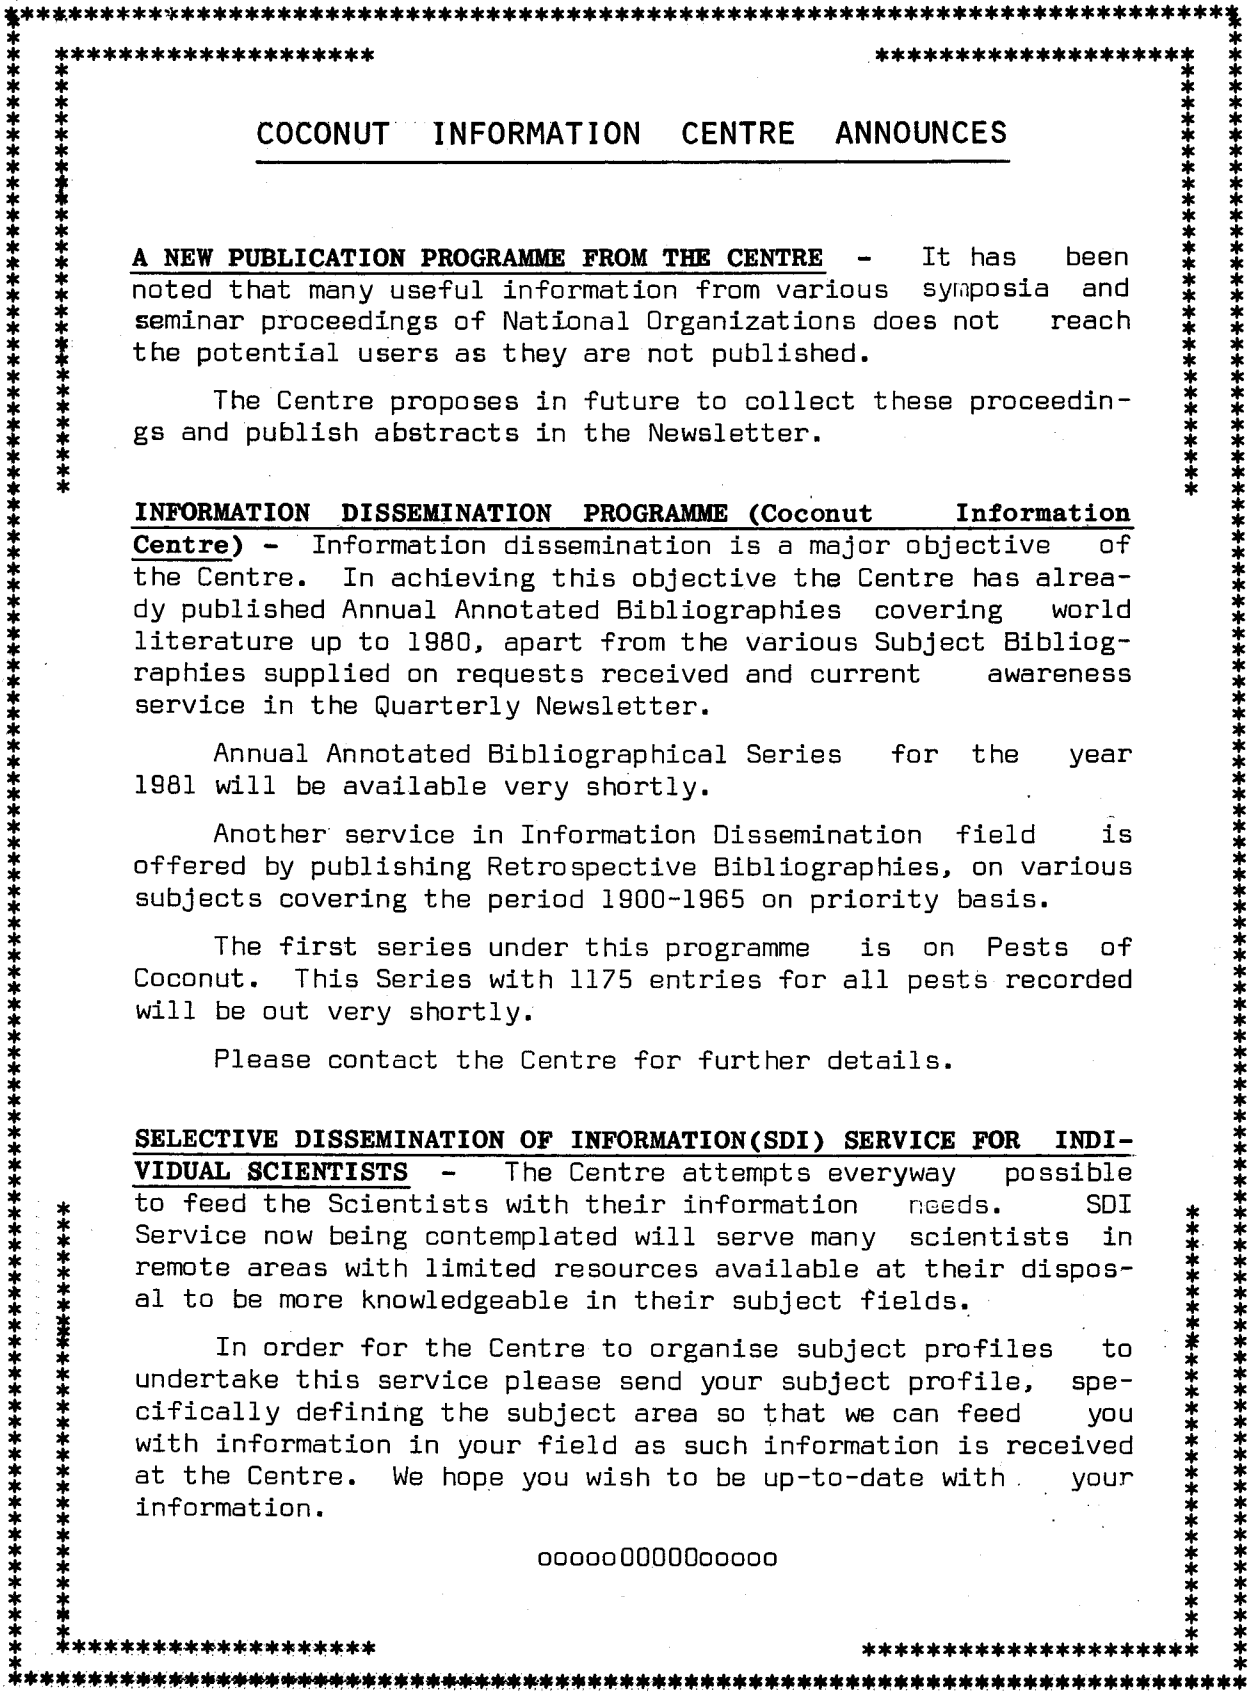 COCONUT INFORMATION CENTRE ANNOUNCES
A NEW PUBLICATION PROGRAMME FROM THE CENTRE - It has been
noted that many useful information from various symposia and
seminar proceedings of National Organizations does not reach
the potential users as they are not published.
The Centre proposes in future to collect these proceedin-
gs and publish abstracts in the Newsletter.
INFORMATION DISSEMINATION PROGRAMME (Coconut Information
Centre) - Information dissemination is a major objective of
the Centre. In achieving this objective the Centre has alrea-
dy published Annual Annotated Bibliographies covering world
literature up to 1980, apart from the various Subject Bibliog-
raphies supplied on requests received and current awareness
service in the Quarterly Newsletter.
Annual Annotated Bibliographical Series for the year
1981 will be available very shortly.
Another service in Information Dissemination field is
offered by publishing Retrospective Bibliographies, on various
subjects covering the period 1900-1965 on priority basis.
The first series under this programme is on Pests of
Coconut. This Series with 1175 entries for all pests recorded
will be out very shortly.
Please contact the Centre for further details.
SELECTIVE DISSEMINATION OF INFORMATION(SDI) SERVICE FOR INDI-
VIDUAL SCIENTISTS - The Centre attempts everyway possible
to feed the Scientists with their information needs. SDI
Service now being contemplated will serve many scientists in
remote areas with limited resources available at their dispos-
al to be more knowledgeable in their subject fields.
In order for the Centre to organise subject profiles to
undertake this service please send your subject profile, spe-
cifically defining the subject area so that we can feed you
with information in your field as such information is received
at the Centre. We hope you wish to be up-to-date with your
information.
ooooo00000ooooo